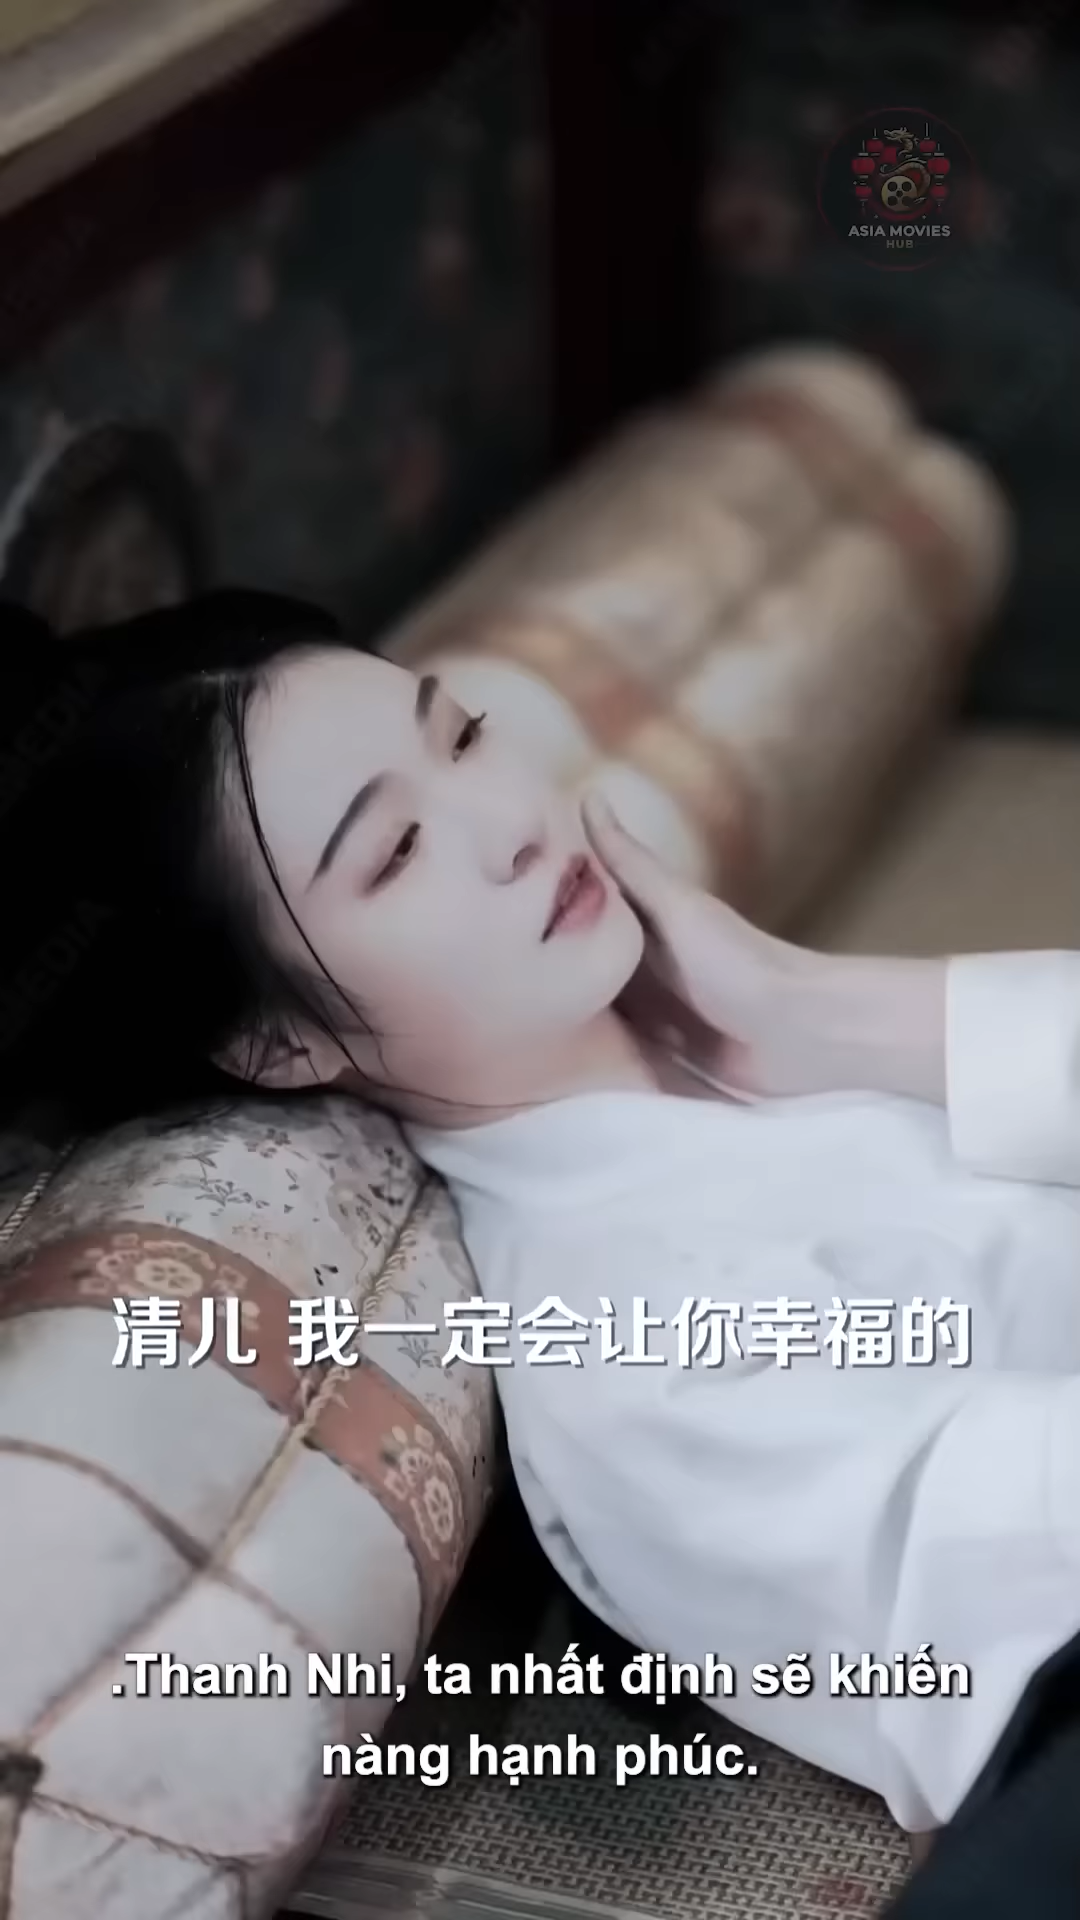 ASIA MOVIES
HUB
清儿 我一定会让你幸福的
.Thanh Nhi, ta nhất định sẽ khiến
nàng hạnh phúc.